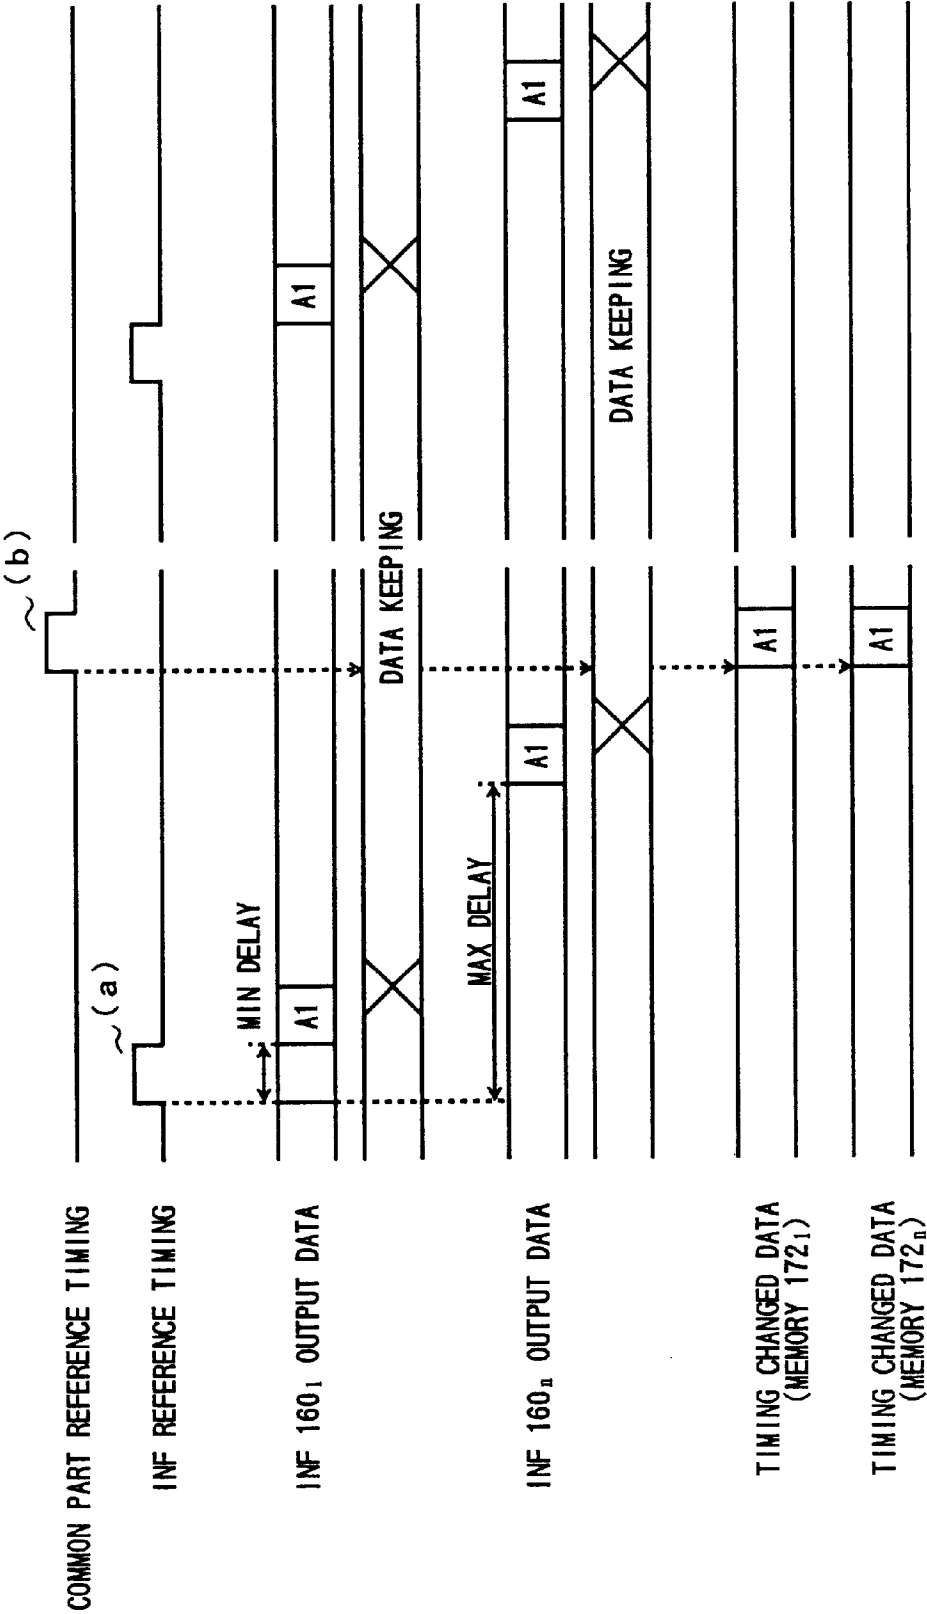 COMMON PART REFERENCE TIMING
(b)
INF REFERENCE TIMING
(a)
MIN DELAY
INF 160₁ OUTPUT DATA
A1
A1
DATA KEEPING
MAX DELAY
INF 160ₙ OUTPUT DATA
A1
A1
DATA KEEPING
TIMING CHANGED DATA
(MEMORY 172₁)
A1
TIMING CHANGED DATA
(MEMORY 172ₙ)
A1